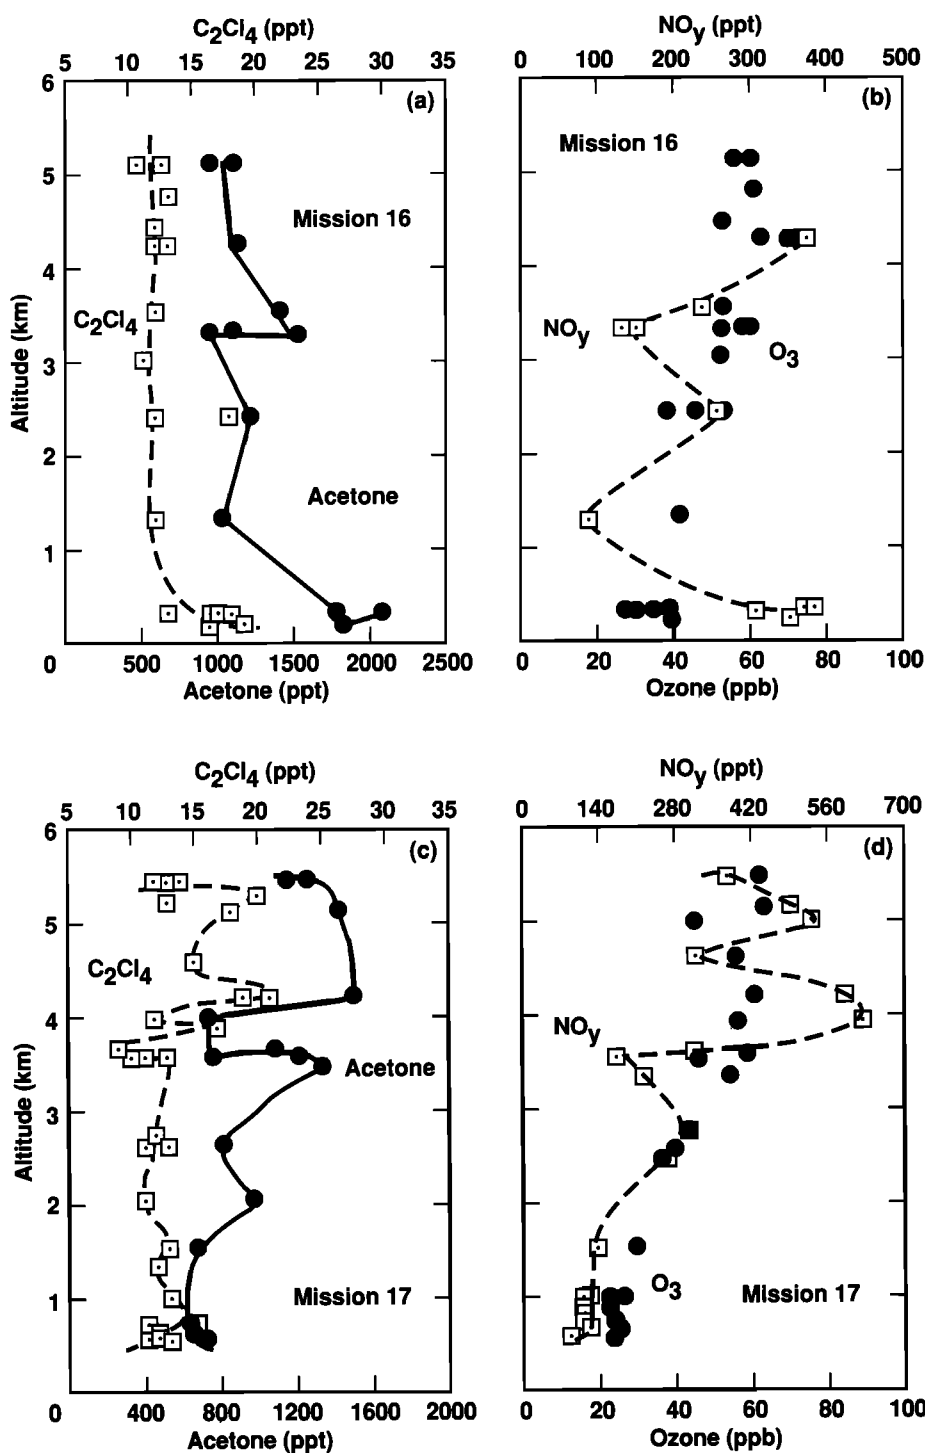 C2Cl4 (ppt)
5 10 15 20 25 30 35
6
5
4
3
2
1
0
Altitude (km)
(a)
Mission 16
C2Cl4
Acetone
500 1000 1500 2000 2500
Acetone (ppt)
NOy (ppt)
0 100 200 300 400 500
(b)
Mission 16
NOy
O3
0 20 40 60 80 100
Ozone (ppb)
C2Cl4 (ppt)
5 10 15 20 25 30 35
6
5
4
3
2
1
0
Altitude (km)
(c)
C2Cl4
Acetone
Mission 17
400 800 1200 1600 2000
Acetone (ppt)
NOy (ppt)
0 140 280 420 560 700
(d)
NOy
O3
Mission 17
0 20 40 60 80 100
Ozone (ppb)